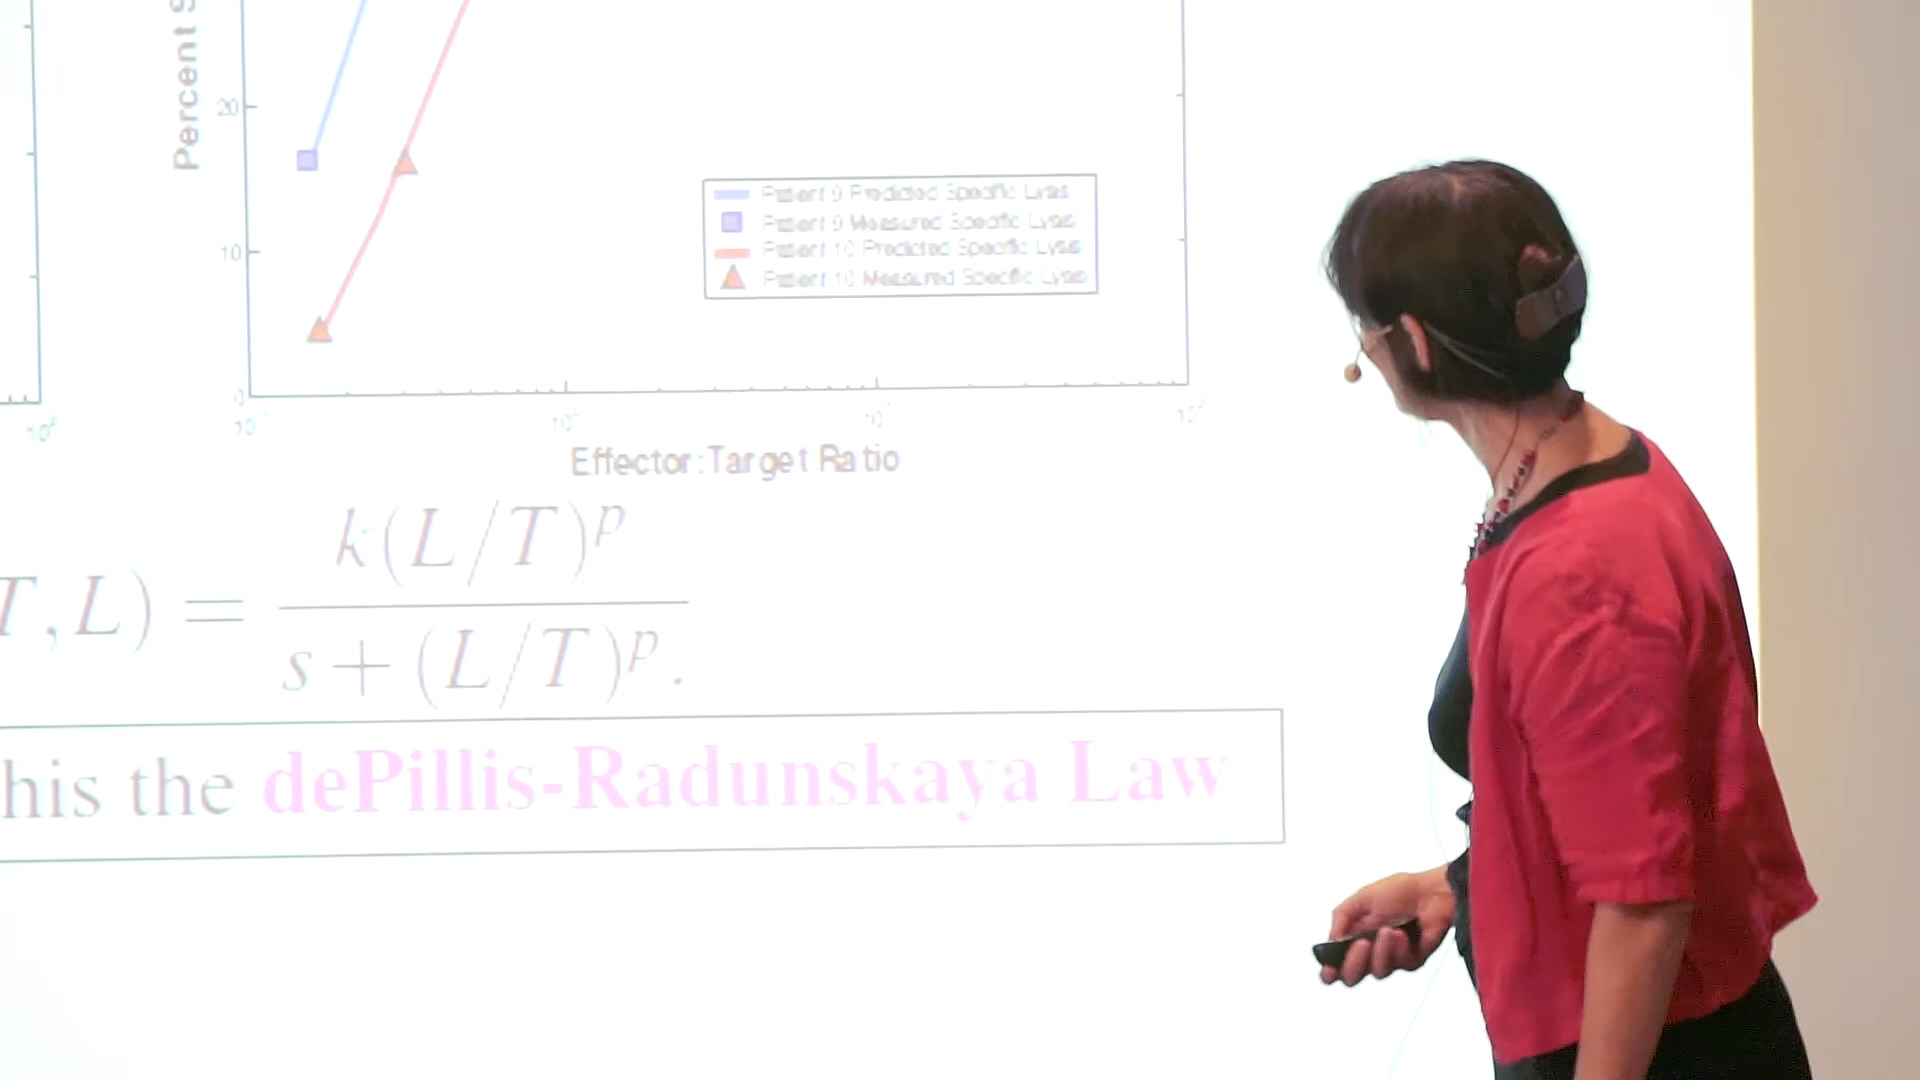 Percent S
20
10
0
Patient 9 Predicted Specific Lysis
Patient 9 Measured Specific Lysis
Patient 10 Predicted Specific Lysis
Patient 10 Measured Specific Lysis
Effector:Target Ratio
T,L) = k(L/T)^p
s+(L/T)^p.
his the dePillis-Radunskaya Law